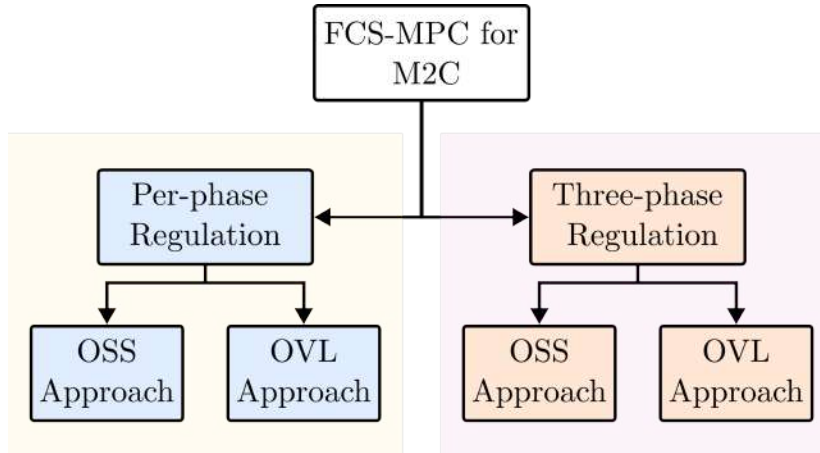 FCS-MPC for
M2C
Per-phase
Regulation
Three-phase
Regulation
OSS
Approach
OVL
Approach
OSS
Approach
OVL
Approach